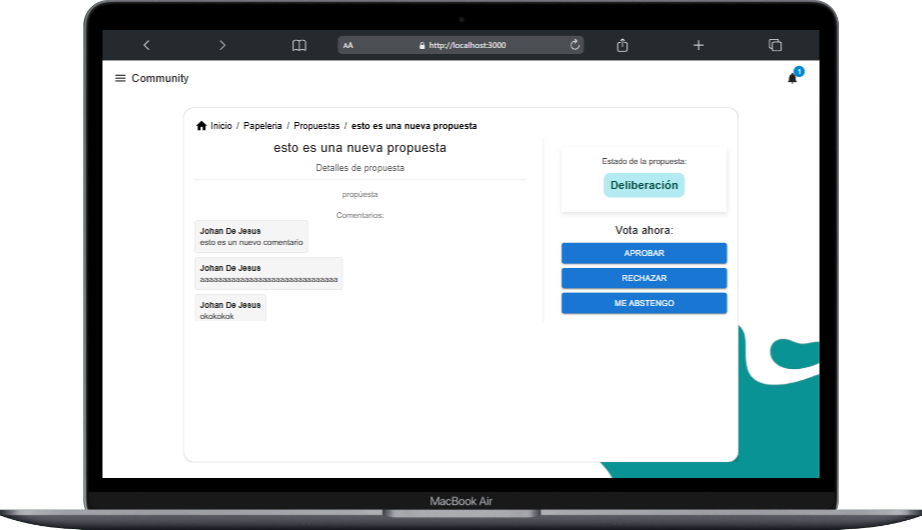 AA http://localhost:3000
Community
1
Inicio / Papeleria / Propuestas / esto es una nueva propuesta
esto es una nueva propuesta
Detalles de propuesta
propuesta
Comentarios:
Johan De Jesus
esto es un nuevo comentario
Johan De Jesus
Johan De Jesus
okokokok
Estado de la propuesta:
Deliberación
Vota ahora:
APROBAR
RECHAZAR
ME ABSTENGO
MacBook Air